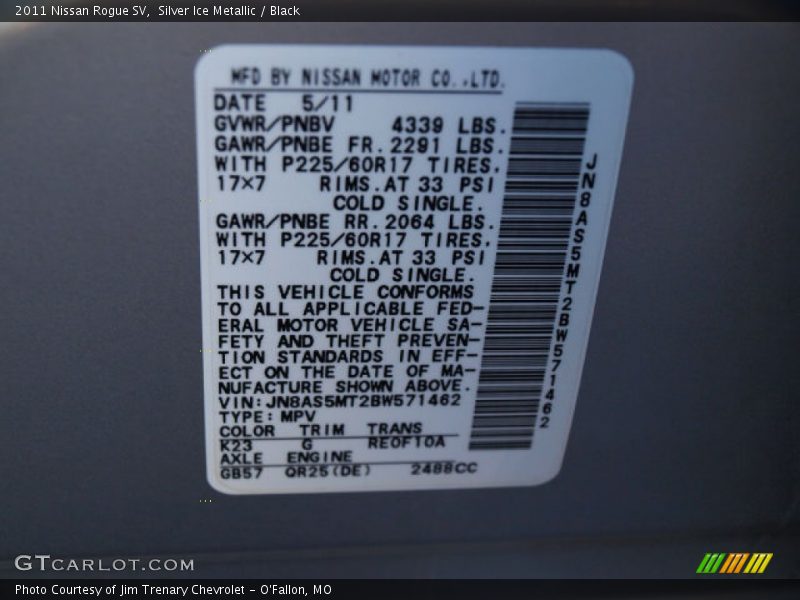 2011 Nissan Rogue SV,  Silver Ice Metallic / Black
MFD BY NISSAN MOTOR CO.,LTD.
DATE 5/11
GVWR/PNBV 4339 LBS.
GAWR/PNBE FR. 2291 LBS.
WITH P225/60R17 TIRES,
17×7 RIMS.AT 33 PSI
COLD SINGLE.
GAWR/PNBE RR. 2064 LBS.
WITH P225/60R17 TIRES,
17×7 RIMS.AT 33 PSI
COLD SINGLE.
THIS VEHICLE CONFORMS
TO ALL APPLICABLE FED-
ERAL MOTOR VEHICLE SA-
FETY AND THEFT PREVEN-
TION STANDARDS IN EFF-
ECT ON THE DATE OF MA-
NUFACTURE SHOWN ABOVE.
VIN:JN8AS5MT2BW571462
TYPE:MPV
COLOR TRIM TRANS
K23 G RE0F10A
AXLE ENGINE
GB57 QR25(DE) 2488CC
JN8AS5MT2BW571462
GTCARLOT.COM
Photo Courtesy of Jim Trenary Chevrolet - O'Fallon, MO